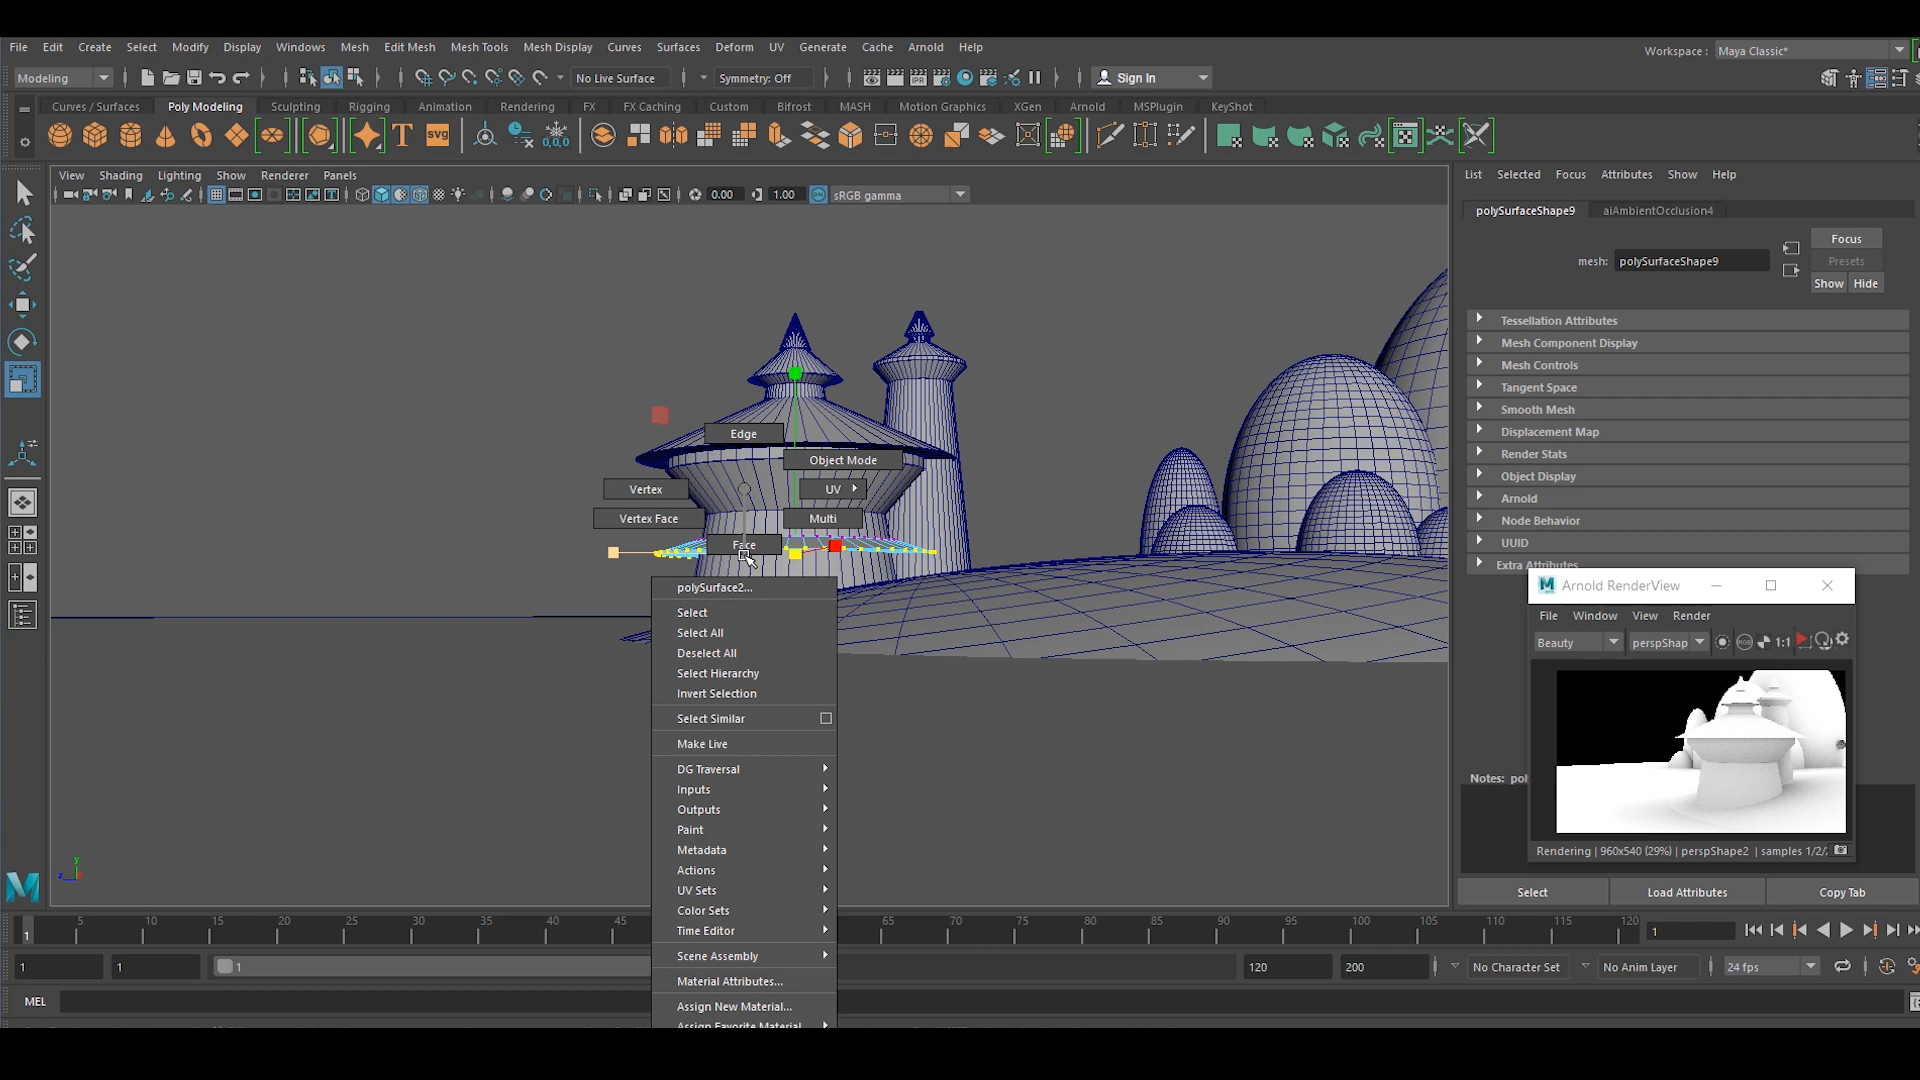 File Edit Create Select Modify Display Windows Mesh Edit Mesh Mesh Tools Mesh Display Curves Surfaces Deform UV Generate Cache Arnold Help
Workspace : Maya Classic*
Modeling No Live Surface Symmetry: Off Sign In
Curves / Surfaces Poly Modeling Sculpting Rigging Animation Rendering FX FX Caching Custom Bifrost MASH Motion Graphics XGen Arnold MSPlugin KeyShot
SVG 0,0,0
View Shading Lighting Show Renderer Panels
0.00 1.00 sRGB gamma
List Selected Focus Attributes Show Help
polySurfaceShape9 aiAmbientOcclusion4
Focus
mesh: polySurfaceShape9 Presets
Show Hide
Tessellation Attributes
Mesh Component Display
Mesh Controls
Tangent Space
Smooth Mesh
Displacement Map
Render Stats
Object Display
Arnold
Node Behavior
UUID
Extra Attributes
Edge
Object Mode
Vertex UV
Vertex Face Multi
Face
polySurface2...
Select
Select All
Deselect All
Select Hierarchy
Invert Selection
Select Similar
Make Live
DG Traversal
Inputs
Outputs
Paint
Metadata
Actions
UV Sets
Color Sets
Time Editor
Scene Assembly
Material Attributes...
Assign New Material...
Assign Favorite Material
M Arnold RenderView
File Window View Render
Beauty perspShap 1:1
Rendering | 960x540 (29%) | perspShape2 | samples 1/2/
Notes: pol
Select Load Attributes Copy Tab
y
z
1 5 10 15 20 25 30 35 40 45 65 70 75 80 85 90 95 100 105 110 115 120 1
1 1 1 120 200 No Character Set No Anim Layer 24 fps
MEL